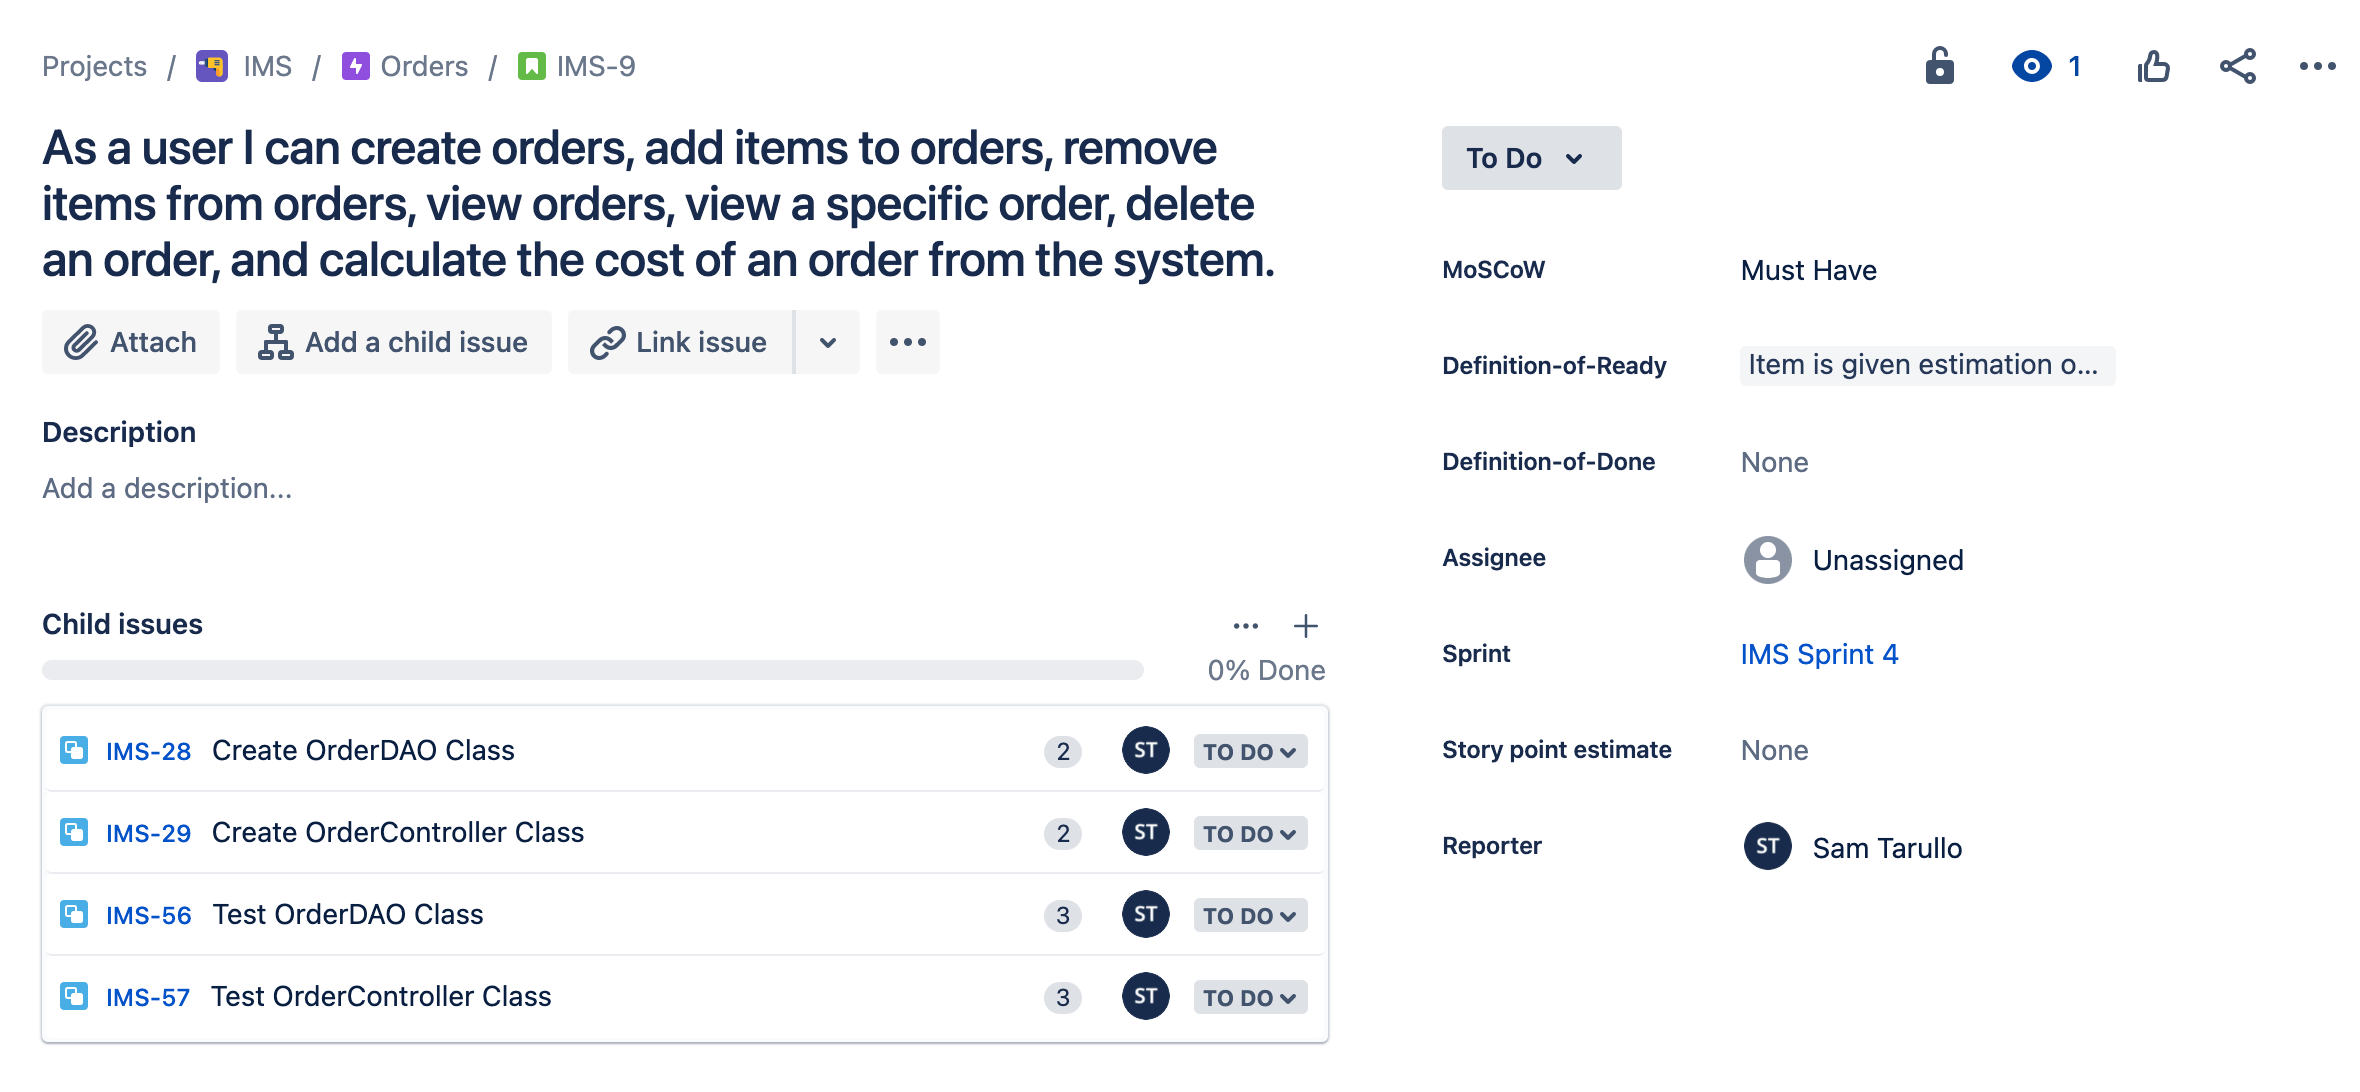 Projects / IMS / Orders / IMS-9
1
As a user I can create orders, add items to orders, remove
items from orders, view orders, view a specific order, delete
an order, and calculate the cost of an order from the system.
Attach
Add a child issue
Link issue
Description
Add a description...
Child issues
0% Done
IMS-28 Create OrderDAO Class 2 ST TO DO
IMS-29 Create OrderController Class 2 ST TO DO
IMS-56 Test OrderDAO Class 3 ST TO DO
IMS-57 Test OrderController Class 3 ST TO DO
To Do
MoSCoW Must Have
Definition-of-Ready Item is given estimation o...
Definition-of-Done None
Assignee Unassigned
Sprint IMS Sprint 4
Story point estimate None
Reporter ST Sam Tarullo